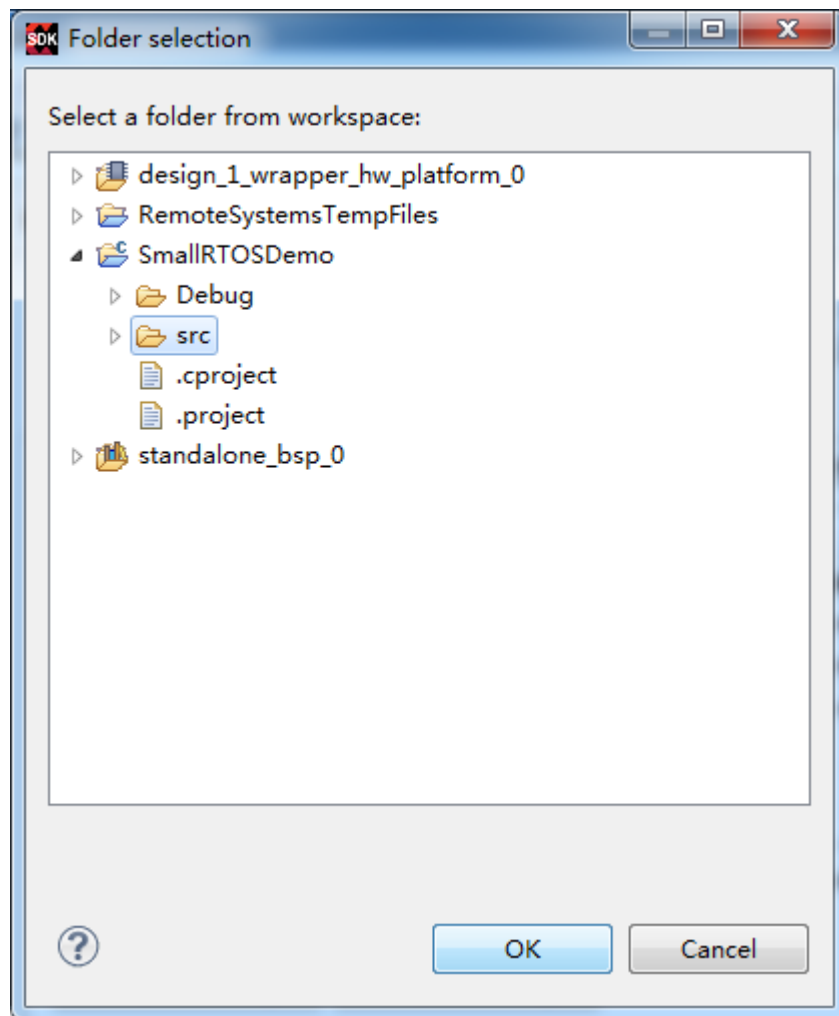 SDK Folder selection
Select a folder from workspace:
design_1_wrapper_hw_platform_0
RemoteSystemsTempFiles
SmallRTOSDemo
Debug
src
.cproject
.project
standalone_bsp_0
? OK Cancel